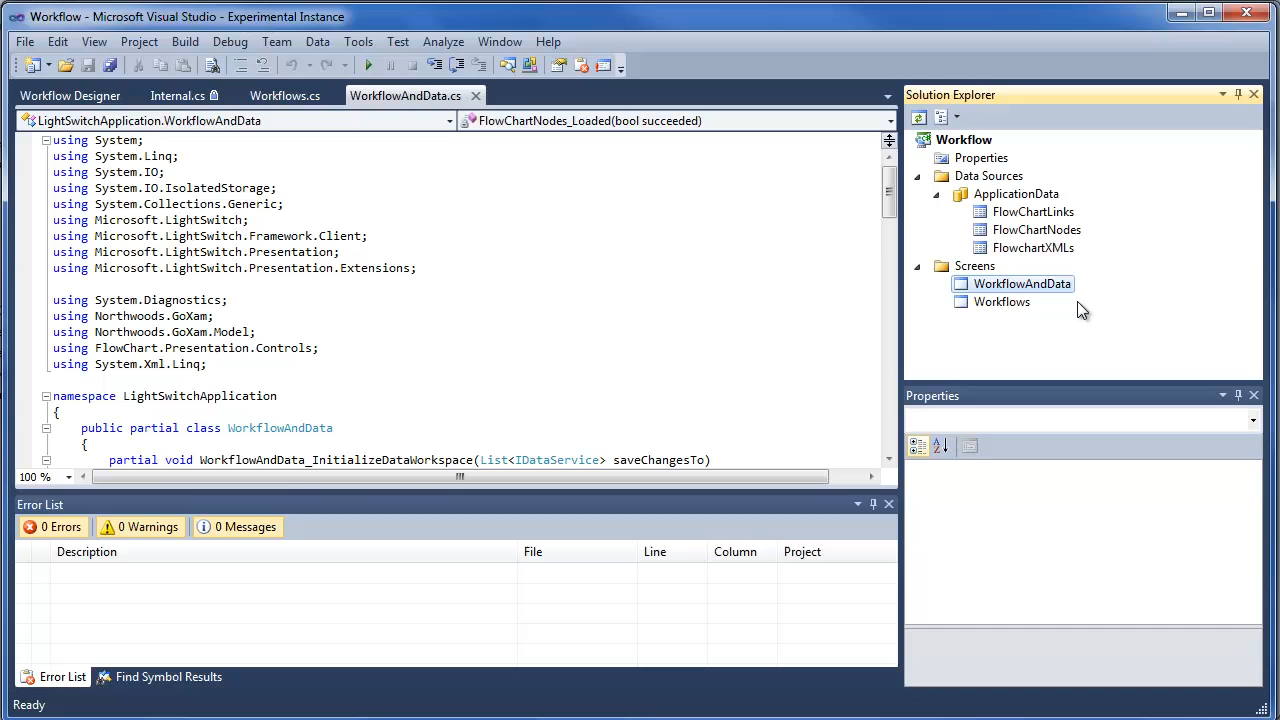 Workflow - Microsoft Visual Studio - Experimental Instance
File Edit View Project Build Debug Team Data Tools Test Analyze Window Help
Workflow Designer Internal.cs Workflows.cs WorkflowAndData.cs
LightSwitchApplication.WorkflowAndData FlowChartNodes_Loaded(bool succeeded)
using System;
using System.Linq;
using System.IO;
using System.IO.IsolatedStorage;
using System.Collections.Generic;
using Microsoft.LightSwitch;
using Microsoft.LightSwitch.Framework.Client;
using Microsoft.LightSwitch.Presentation;
using Microsoft.LightSwitch.Presentation.Extensions;
using System.Diagnostics;
using Northwoods.GoXam;
using Northwoods.GoXam.Model;
using FlowChart.Presentation.Controls;
using System.Xml.Linq;
namespace LightSwitchApplication
{
public partial class WorkflowAndData
{
partial void WorkflowAndData_InitializeDataWorkspace(List<IDataService> saveChangesTo)
100 %
Error List
0 Errors 0 Warnings 0 Messages
Description File Line Column Project
Error List Find Symbol Results
Ready
Solution Explorer
Workflow
Properties
Data Sources
ApplicationData
FlowChartLinks
FlowChartNodes
FlowchartXMLs
Screens
WorkflowAndData
Workflows
Properties